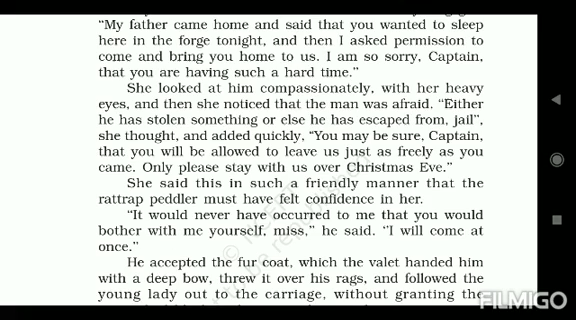 "My father came home and said that you wanted to sleep
here in the forge tonight, and then I asked permission to
come and bring you home to us. I am so sorry, Captain,
that you are having such a hard time."
She looked at him compassionately, with her heavy
eyes, and then she noticed that the man was afraid. "Either
he has stolen something or else he has escaped from, jail",
she thought, and added quickly, "You may be sure, Captain,
that you will be allowed to leave us just as freely as you
came. Only please stay with us over Christmas Eve."
She said this in such a friendly manner that the
rattrap peddler must have felt confidence in her.
"It would never have occurred to me that you would
bother with me yourself, miss," he said. "I will come at
once."
He accepted the fur coat, which the valet handed him
with a deep bow, threw it over his rags, and followed the
young lady out to the carriage, without granting the
FILMIGO